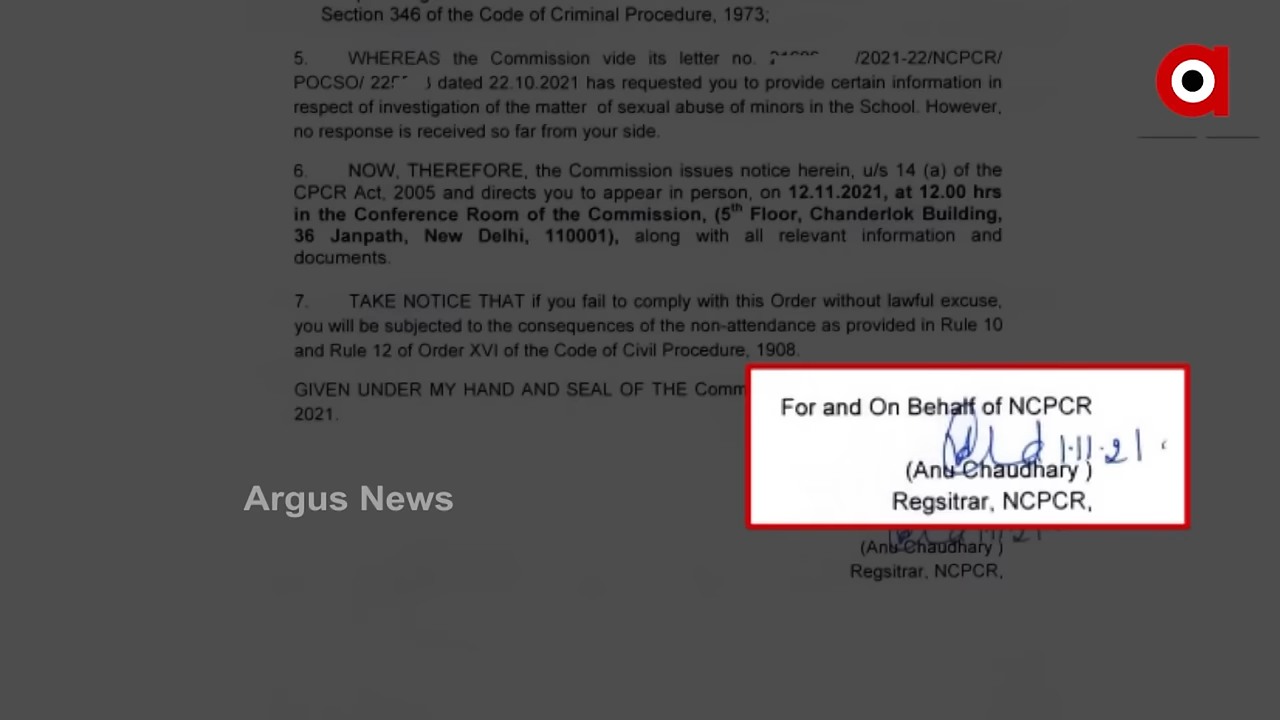 Section 346 of the Code of Criminal Procedure, 1973;
5. WHEREAS the Commission vide its letter no. /2021-22/NCPCR/
POCSO/ dated 22.10.2021 has requested you to provide certain information in
respect of investigation of the matter of sexual abuse of minors in the School. However,
no response is received so far from your side.
6. NOW, THEREFORE, the Commission issues notice herein, u/s 14 (a) of the
CPCR Act, 2005 and directs you to appear in person, on 12.11.2021, at 12.00 hrs
in the Conference Room of the Commission, (5th Floor, Chanderlok Building,
36 Janpath, New Delhi, 110001), along with all relevant information and
documents.
7. TAKE NOTICE THAT if you fail to comply with this Order without lawful excuse,
you will be subjected to the consequences of the non-attendance as provided in Rule 10
and Rule 12 of Order XVI of the Code of Civil Procedure, 1908.
GIVEN UNDER MY HAND AND SEAL OF THE Comm
2021.
For and On Behalf of NCPCR
1.11.21
(Anu Chaudhary )
Regsitrar, NCPCR,
Argus News
(Anu Chaudhary )
Regsitrar, NCPCR,